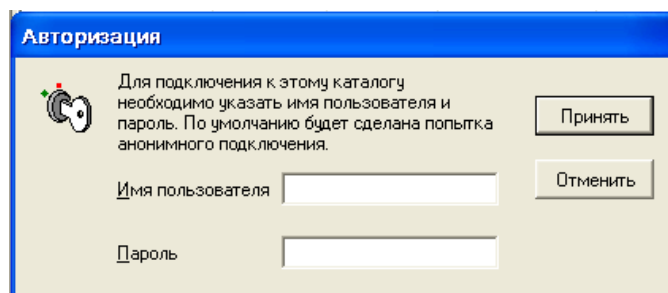 Авторизация
Для подключения к этому каталогу
необходимо указать имя пользователя и
пароль. По умолчанию будет сделана попытка
анонимного подключения.
Принять
Отменить
Имя пользователя
Пароль